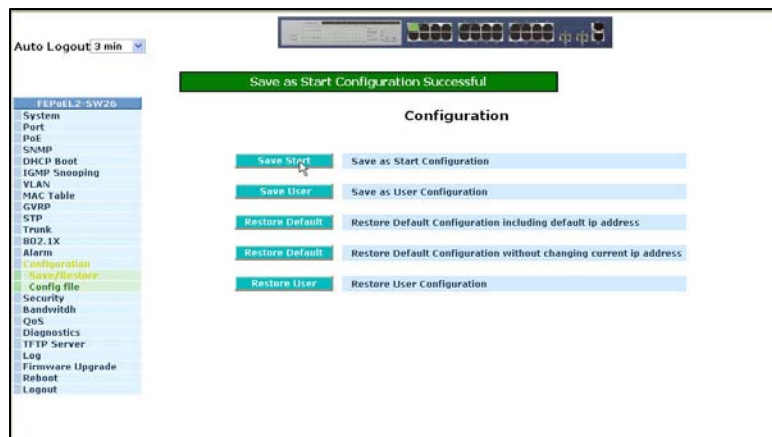 Auto Logout 3 min
Save as Start Configuration Successful
FEPoEL2-SW26
System
Port
PoE
SNMP
DHCP Boot
IGMP Snooping
VLAN
MAC Table
GVRP
STP
Trunk
802.1X
Alarm
Configuration
Save/Restore
Config file
Security
Bandwitdh
QoS
Diagnostics
TFTP Server
Log
Firmware Upgrade
Reboot
Logout
Configuration
Save Start Save as Start Configuration
Save User Save as User Configuration
Restore Default Restore Default Configuration including default ip address
Restore Default Restore Default Configuration without changing current ip address
Restore User Restore User Configuration